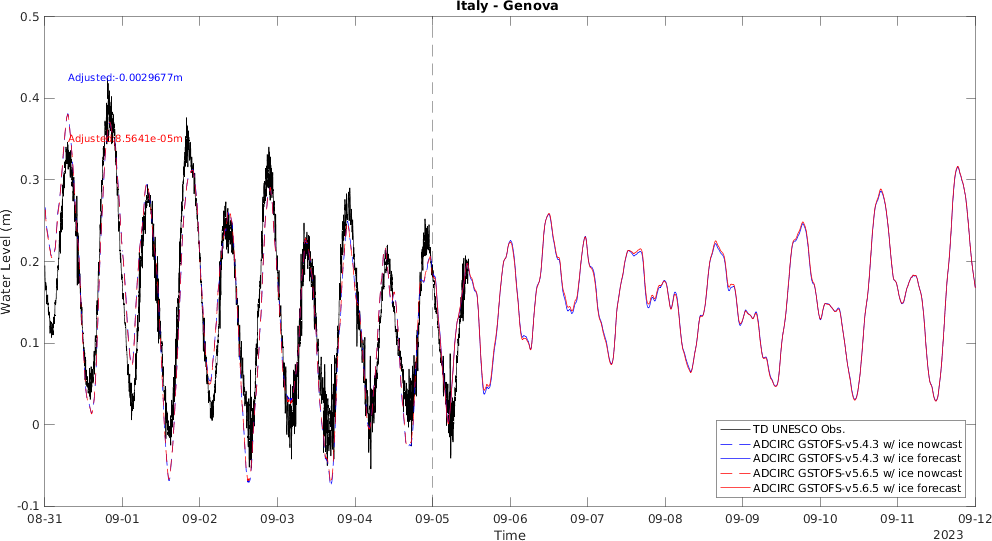 Italy - Genova
0.5
0.4
0.3
0.2
0.1
0
-0.1
Water Level (m)
Adjusted:-0.0029677m
Adjusted:8.5641e-05m
TD UNESCO Obs.
ADCIRC GSTOFS-v5.4.3 w/ ice nowcast
ADCIRC GSTOFS-v5.4.3 w/ ice forecast
ADCIRC GSTOFS-v5.6.5 w/ ice nowcast
ADCIRC GSTOFS-v5.6.5 w/ ice forecast
08-31 09-01 09-02 09-03 09-04 09-05 09-06 09-07 09-08 09-09 09-10 09-11 09-12
Time
2023